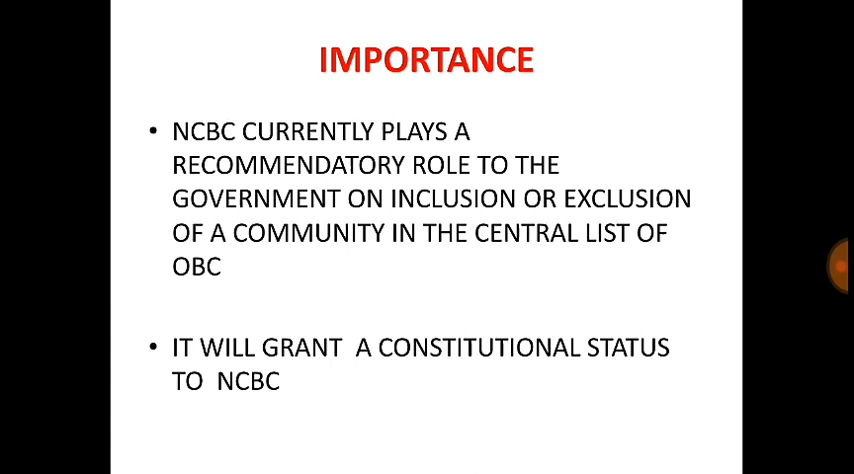 IMPORTANCE
• NCBC CURRENTLY PLAYS A
RECOMMENDATORY ROLE TO THE
GOVERNMENT ON INCLUSION OR EXCLUSION
OF A COMMUNITY IN THE CENTRAL LIST OF
OBC
• IT WILL GRANT A CONSTITUTIONAL STATUS
TO NCBC